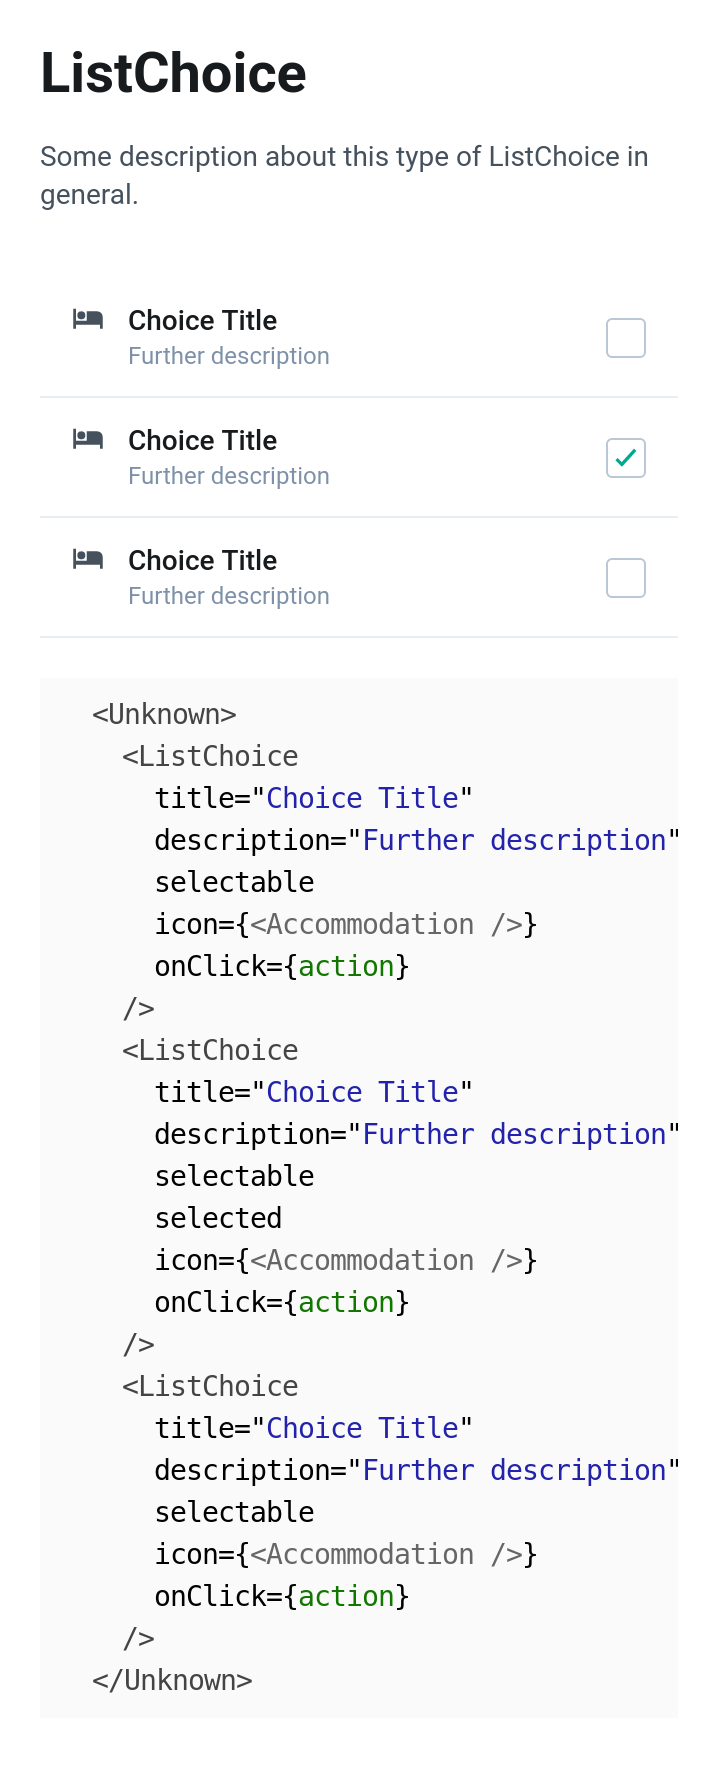 ListChoice
Some description about this type of ListChoice in
general.
Choice Title
Further description
Choice Title
Further description
Choice Title
Further description
<Unknown>
<ListChoice
title="Choice Title"
description="Further description"
selectable
icon={<Accommodation />}
onClick={action}
/>
<ListChoice
title="Choice Title"
description="Further description"
selectable
selected
icon={<Accommodation />}
onClick={action}
/>
<ListChoice
title="Choice Title"
description="Further description"
selectable
icon={<Accommodation />}
onClick={action}
/>
</Unknown>